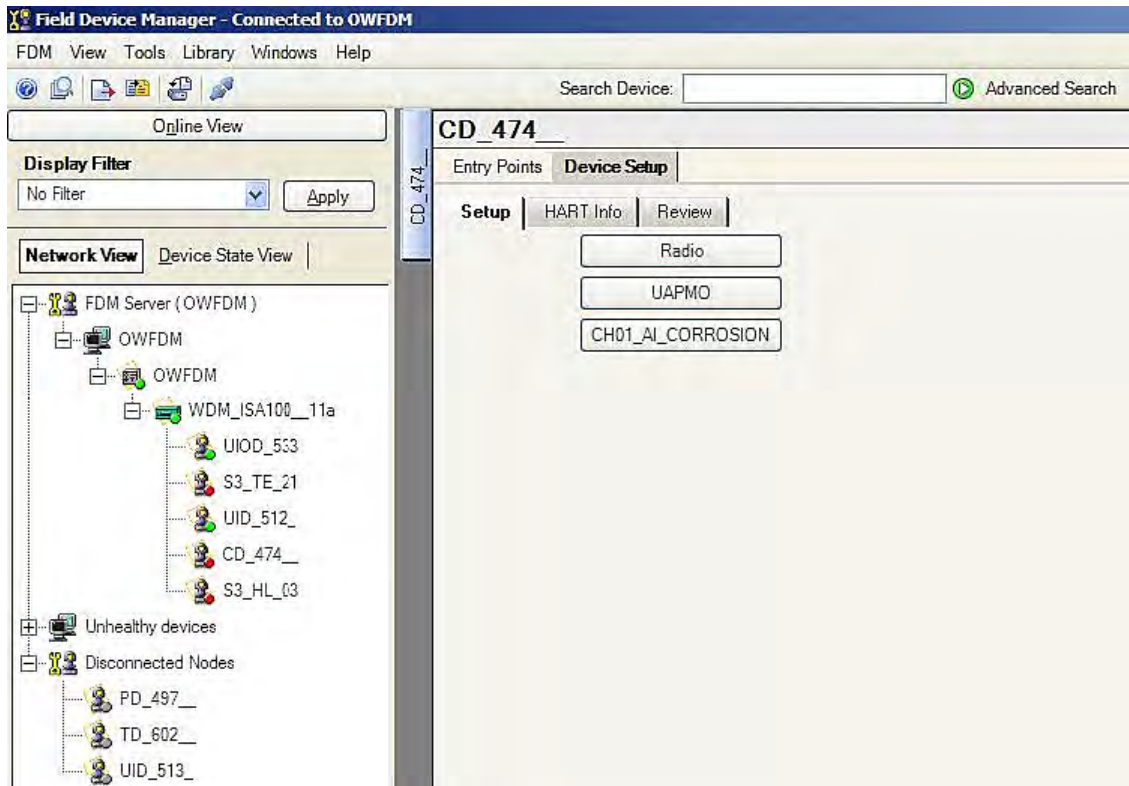 Field Device Manager - Connected to OWFDM
FDM View Tools Library Windows Help
Search Device: Advanced Search
Online View
Display Filter
No Filter Apply
Network View Device State View
FDM Server ( OWFDM )
OWFDM
OWFDM
WDM_ISA100__11a
UIOD_533
S3_TE_21
UID_512_
CD_474__
S3_HL_03
Unhealthy devices
Disconnected Nodes
PD_497__
TD_602__
UID_513_
CD_474__
CD_474__
Entry Points Device Setup
Setup HART Info Review
Radio
UAPMO
CH01_AI_CORROSION